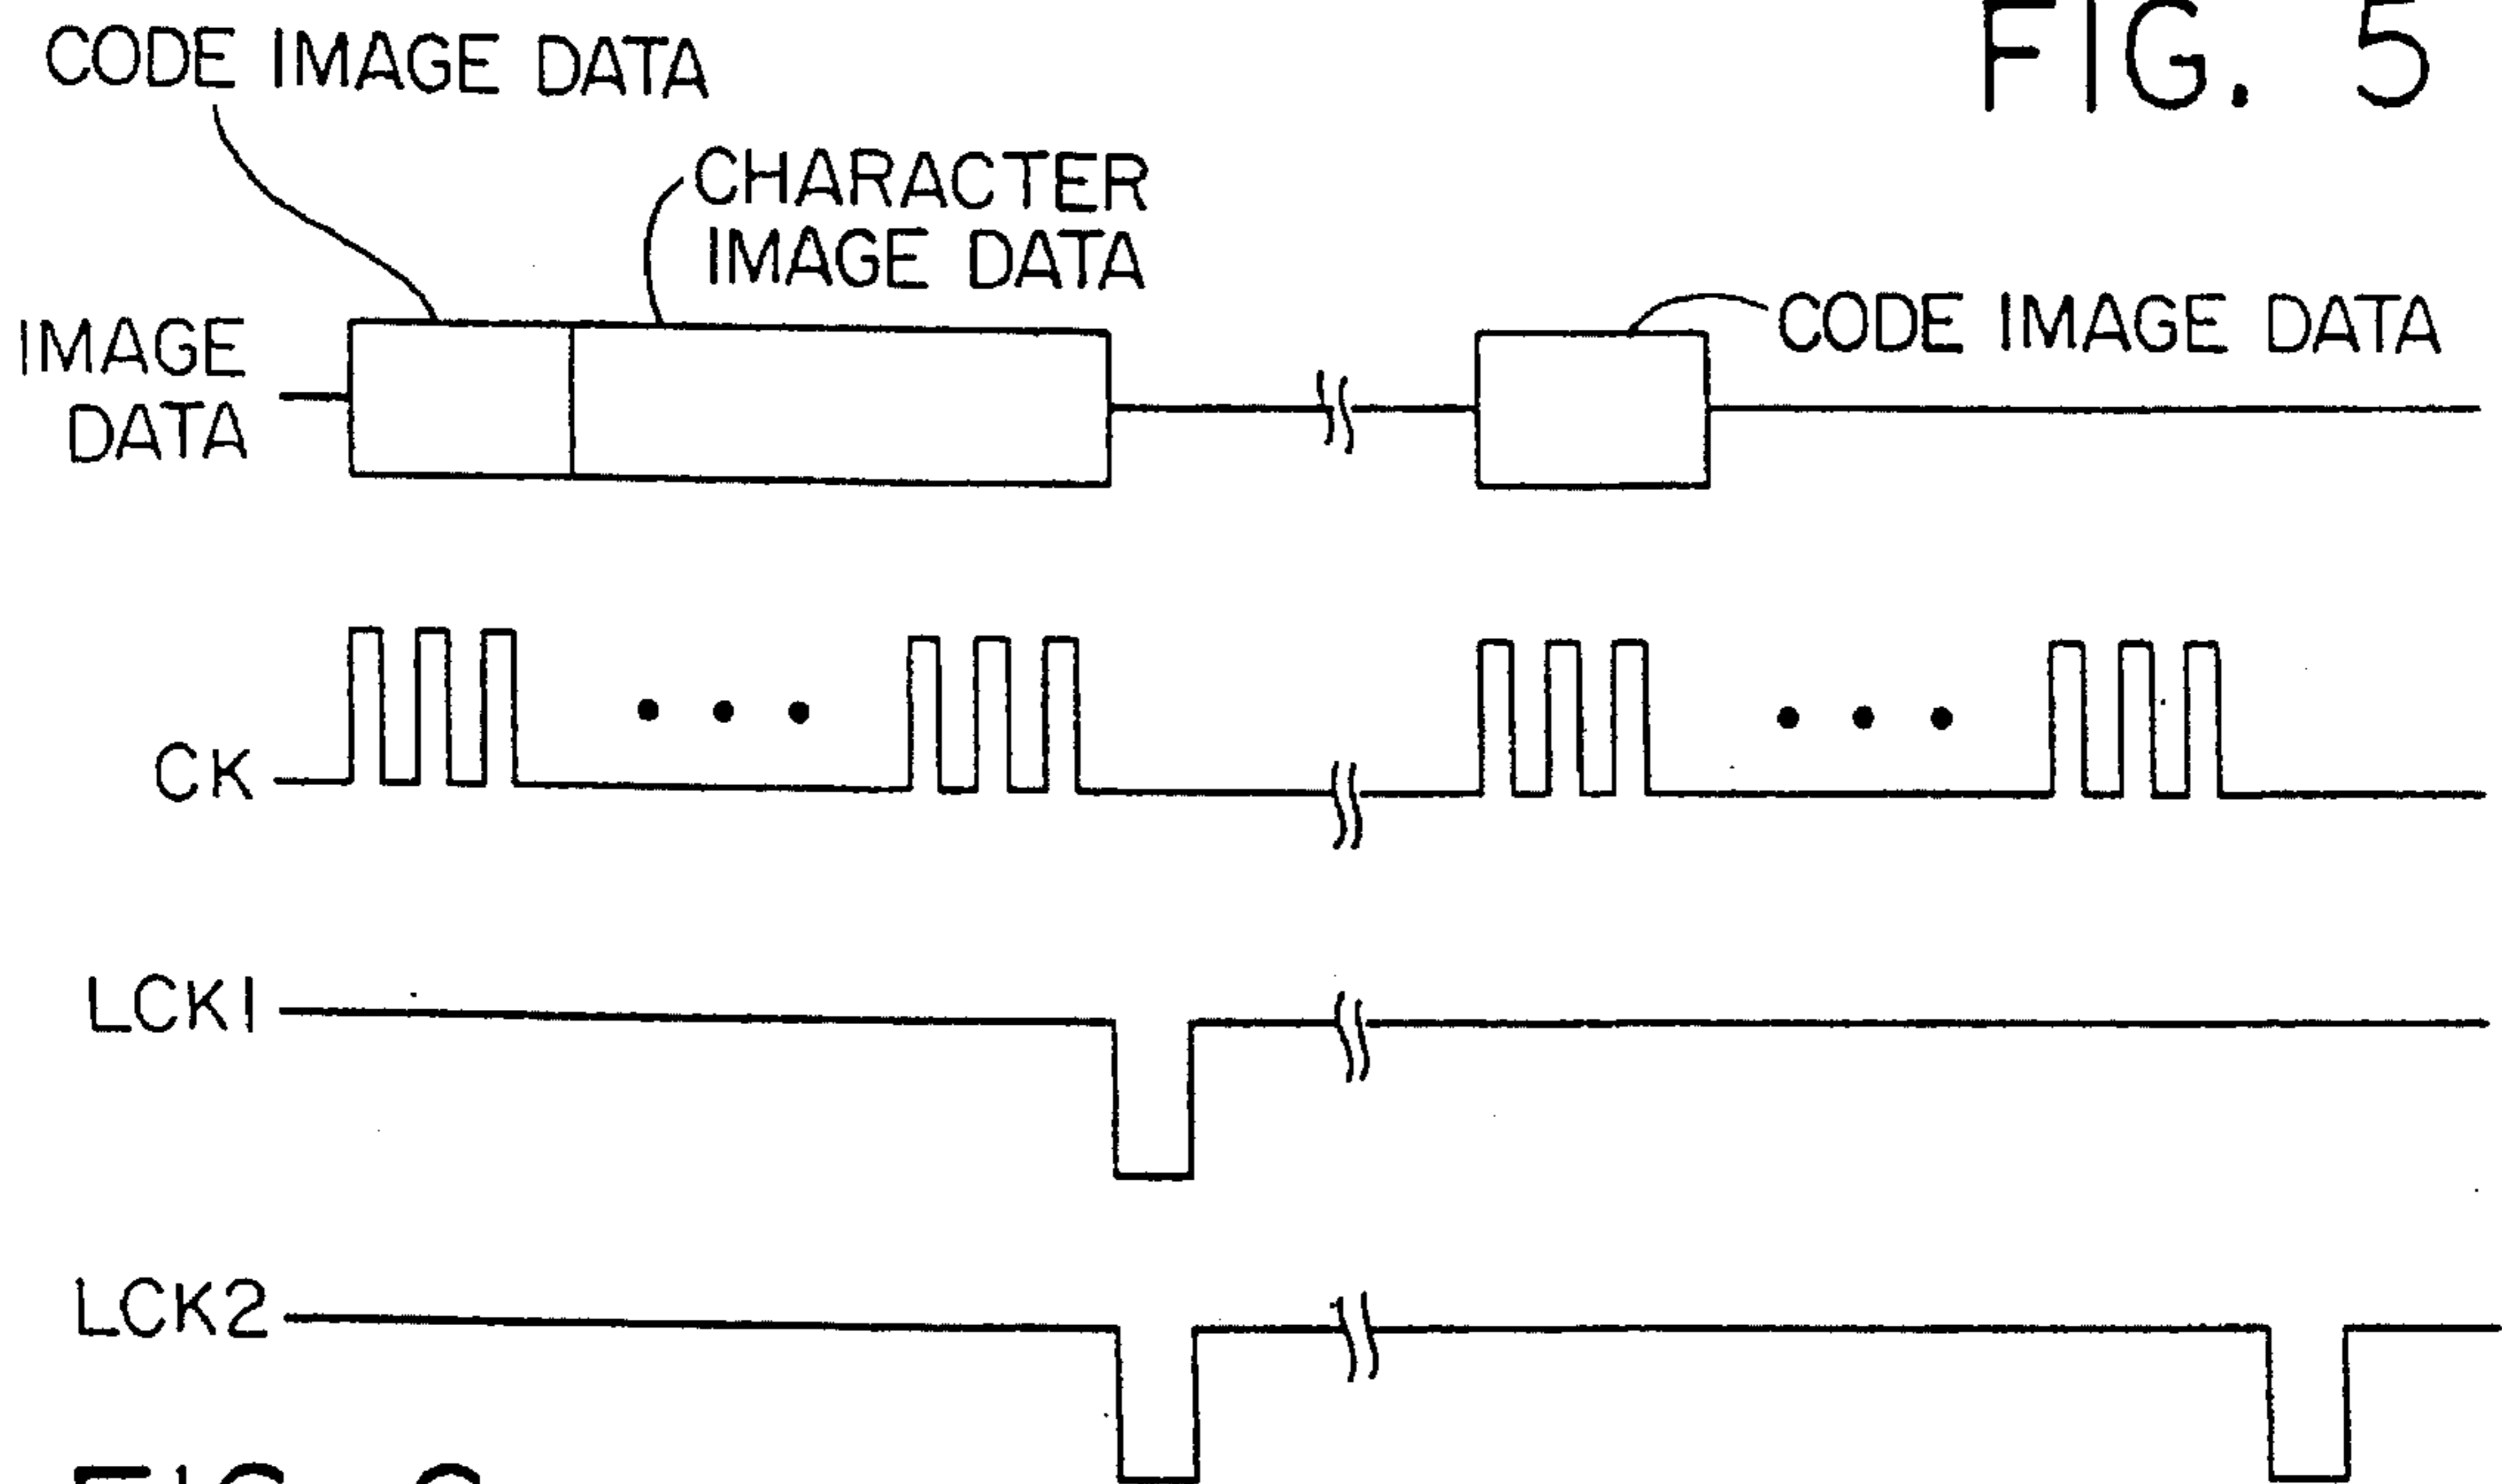 FIG. 5
CODE IMAGE DATA
CHARACTER
IMAGE DATA
CODE IMAGE DATA
IMAGE
DATA
CK
LCK1
LCK2